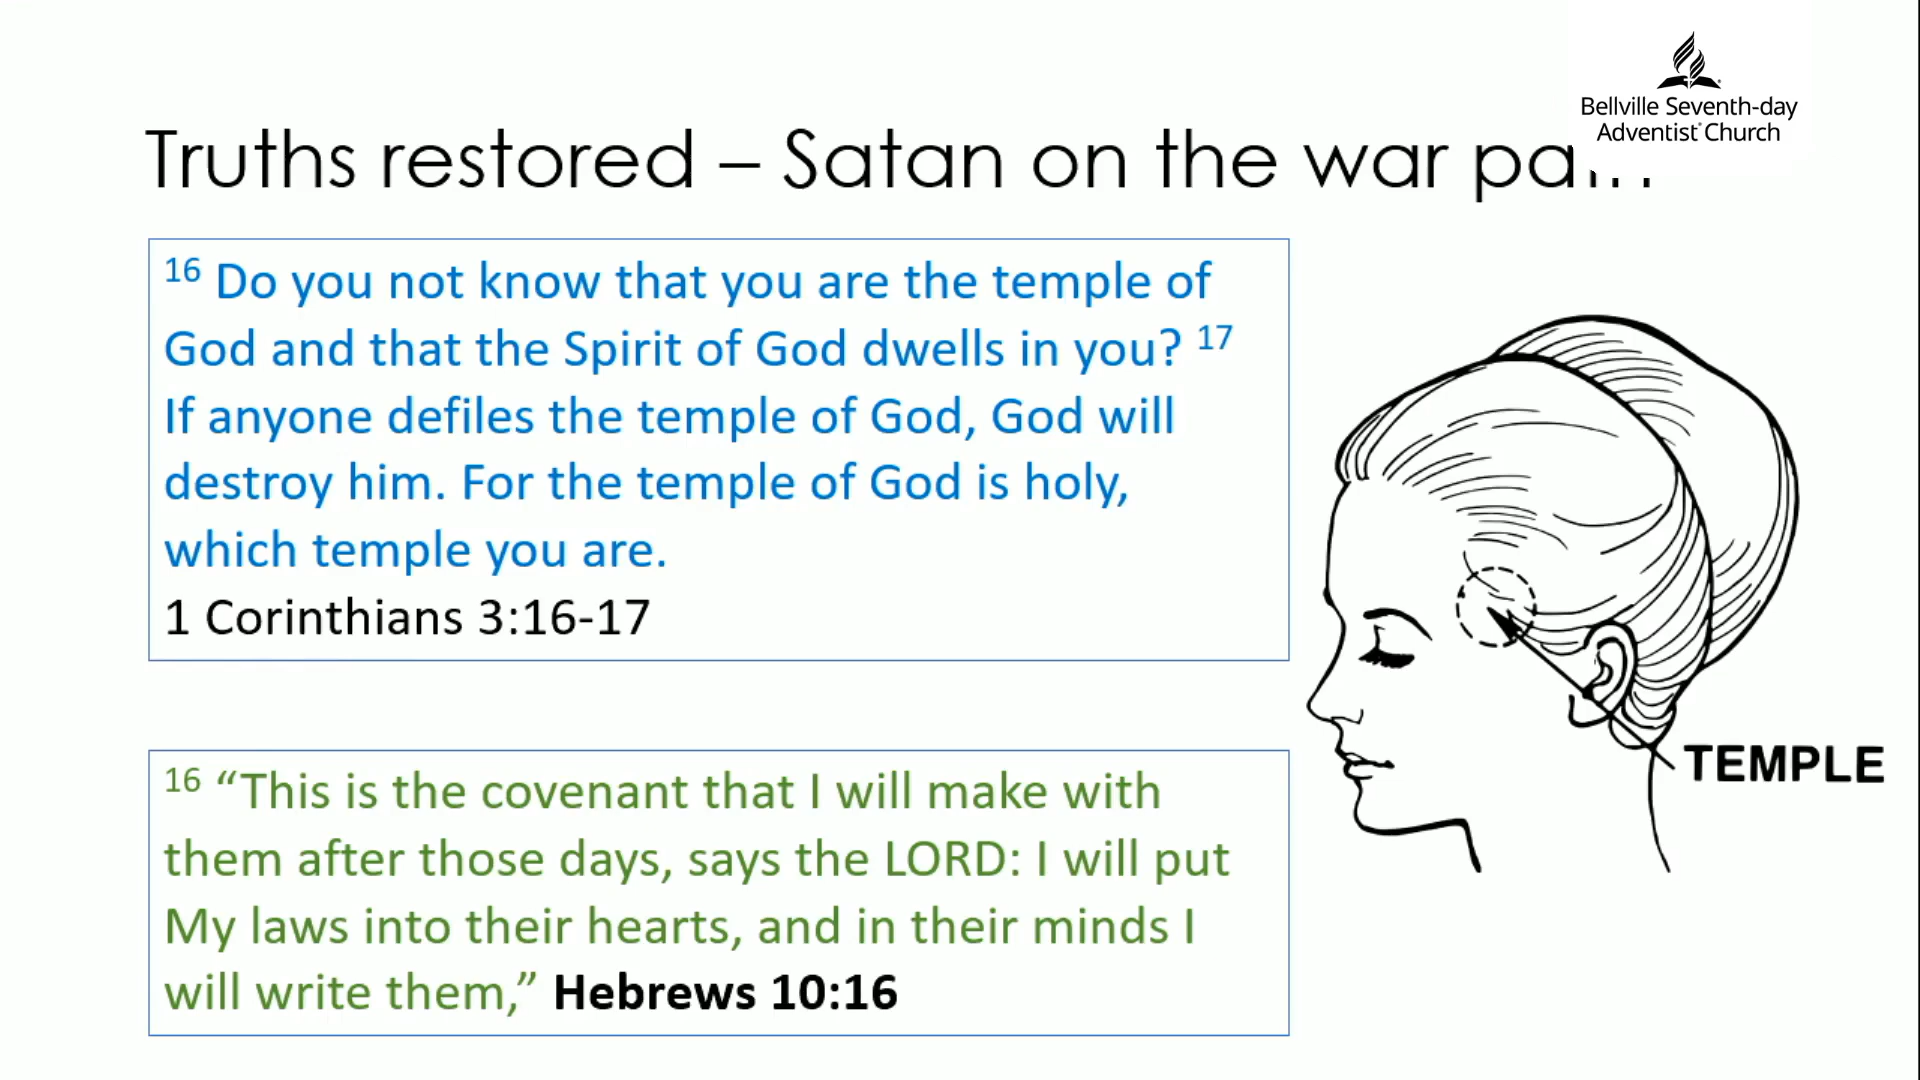 Bellville Seventh-day
Adventist Church
Truths restored – Satan on the war
16 Do you not know that you are the temple of
God and that the Spirit of God dwells in you? 17
If anyone defiles the temple of God, God will
destroy him. For the temple of God is holy,
which temple you are.
1 Corinthians 3:16-17
TEMPLE
16 “This is the covenant that I will make with
them after those days, says the LORD: I will put
My laws into their hearts, and in their minds I
will write them,” Hebrews 10:16